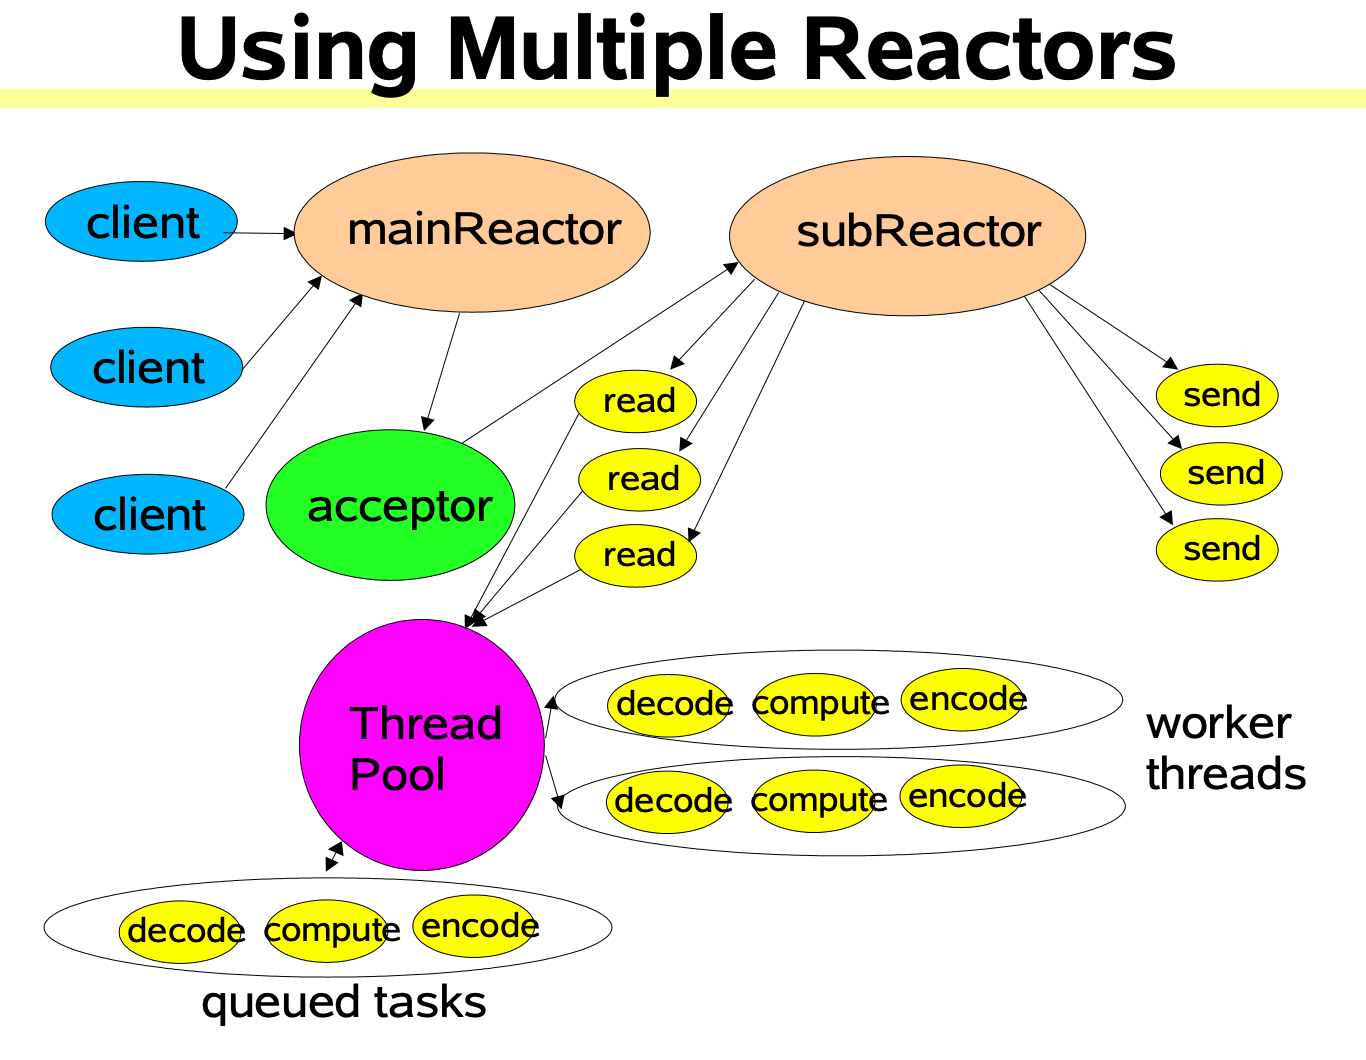 Using Multiple Reactors
client
mainReactor
subReactor
client
read
send
client
acceptor
read
send
read
send
Thread
Pool
decode compute encode
worker
threads
decode compute encode
decode compute encode
queued tasks